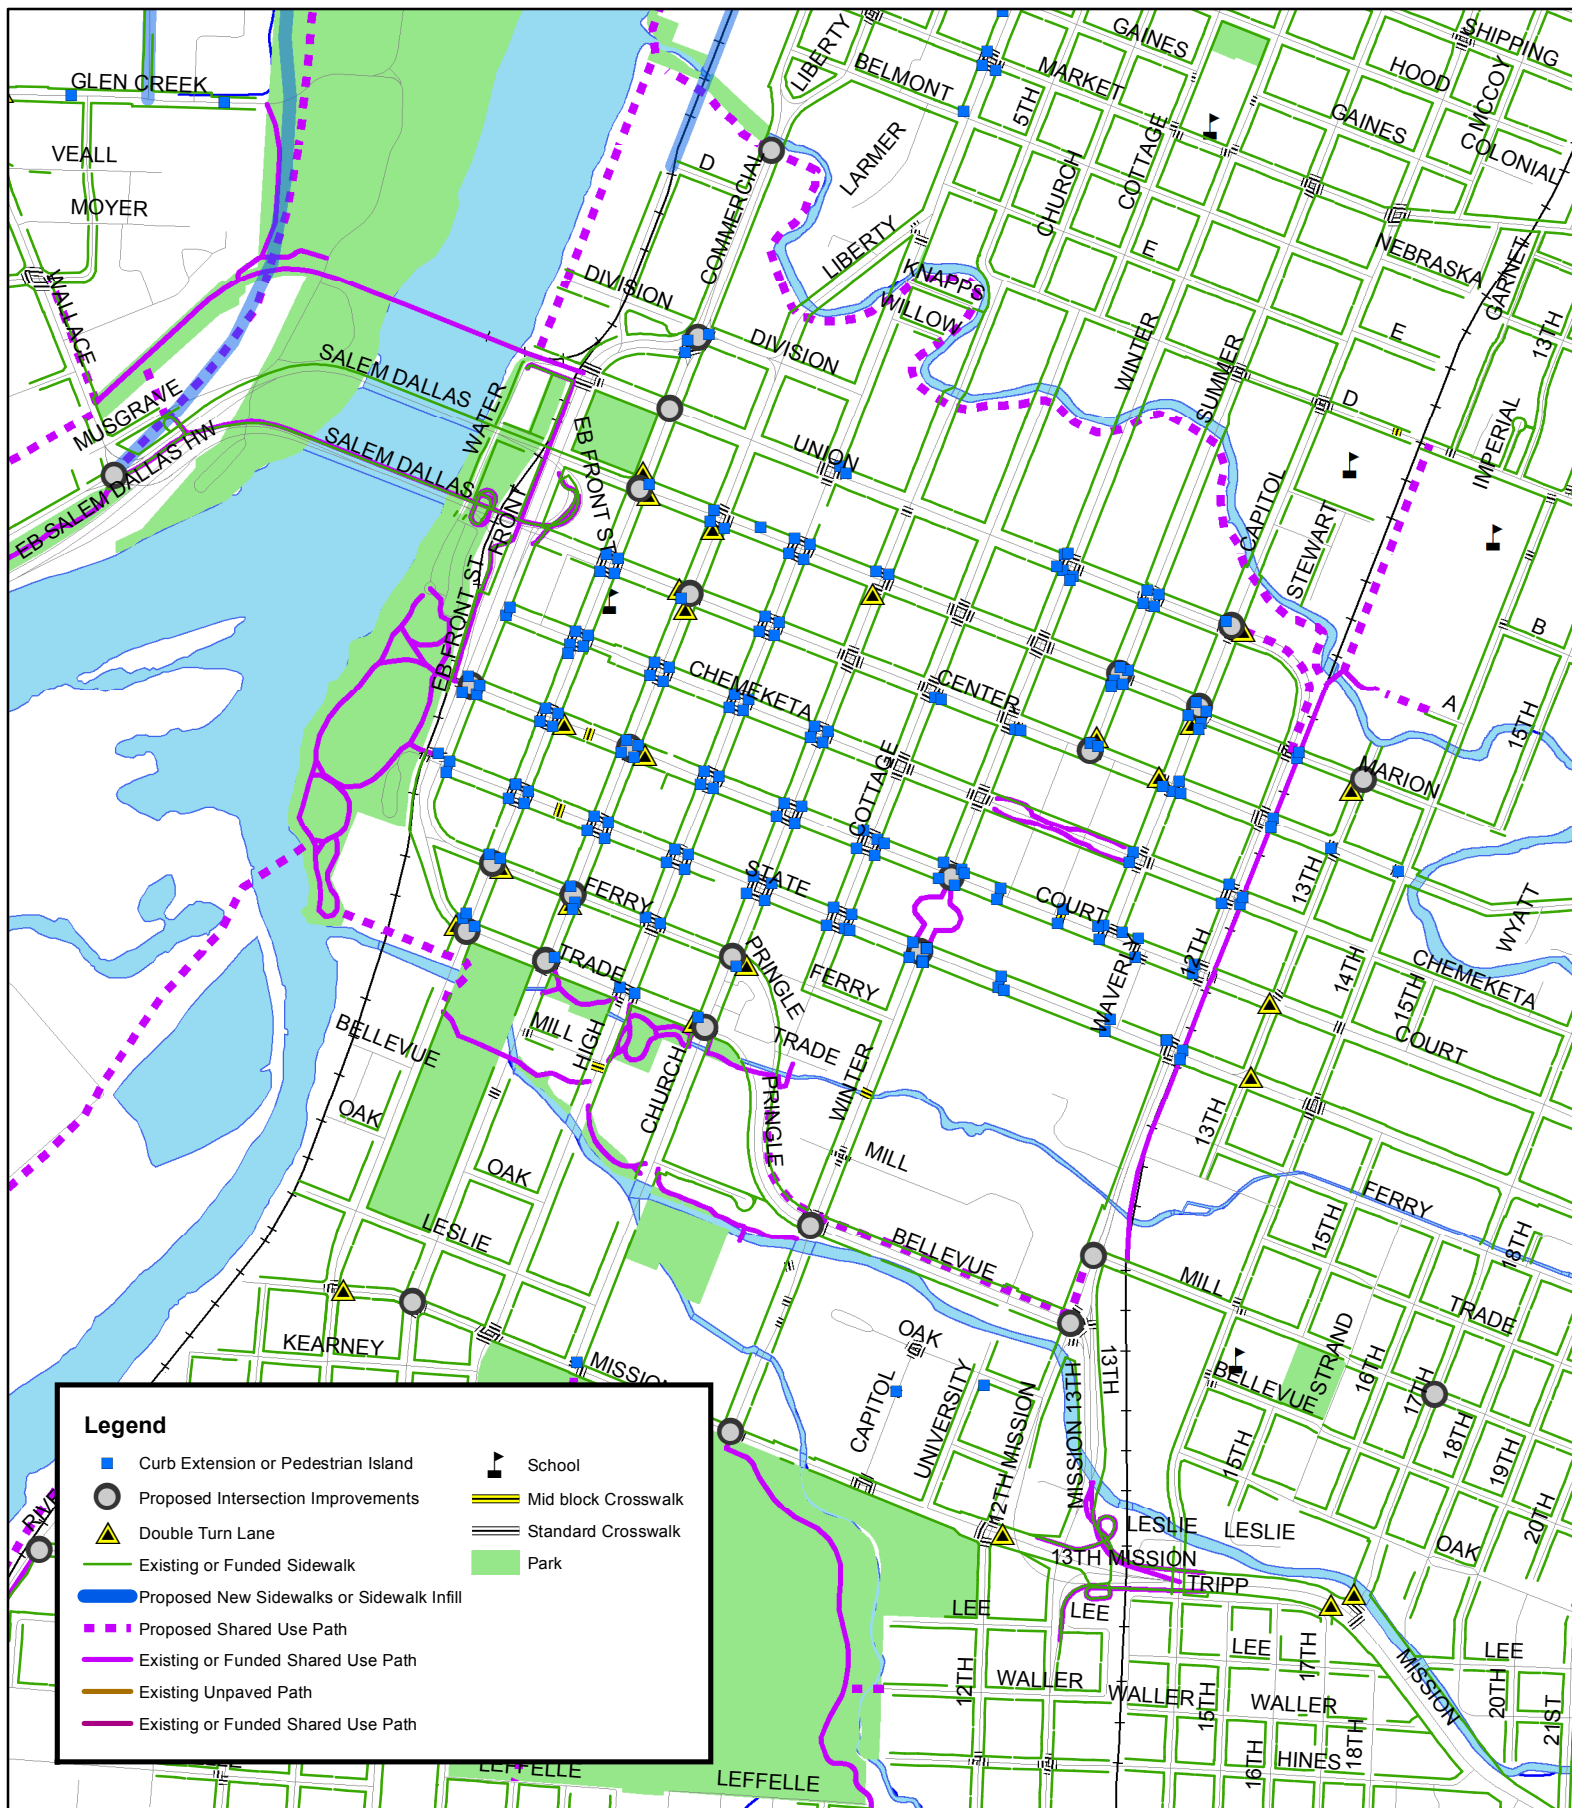 GLEN CREEK
VEALL
MOYER
WALLACE
MUSGRAVE
EB SALEM DALLAS HW
SALEM DALLAS
SALEM DALLAS
WATER
FRONT
EB FRONT ST
EB FRONT ST
LIBERTY
BELMONT
D
COMMERCIAL
LARMER
LIBERTY
KNAPPS
WILLOW
DIVISION
DIVISION
UNION
5TH
MARKET
GAINES
SHIPPING
HOOD
MCCOY
GAINES
COLONIAL
COTTAGE
CHURCH
E
NEBRASKA
GARNET
13TH
E
WINTER
SUMMER
D
IMPERIAL
CAPITOL
STEWART
B
A
15TH
MARION
CHEMEKETA
CENTER
COTTAGE
STATE
COURT
FERRY
TRADE
PRINGLE
FERRY
TRADE
WAVERLY
12TH
13TH
14TH
15TH
WYATT
CHEMEKETA
COURT
BELLEVUE
MILL
HIGH
CHURCH
PRINGLE
WINTER
OAK
OAK
LESLIE
MILL
BELLEVUE
13TH
FERRY
15TH
18TH
MILL
TRADE
KEARNEY
MISSION
OAK
CAPITOL
UNIVERSITY
12TH MISSION
MISSION 13TH
13TH
STRAND
BELLEVUE
16TH
17TH
18TH
15TH
19TH
20TH
LESLIE
LESLIE
OAK
13TH MISSION
TRIPP
LEE
LEE
LEE
LEE
17TH
12TH
WALLER
WALLER
WALLER
15TH
MISSION
20TH
21ST
16TH
HINES
18TH
LEFFELLE
LEFFELLE
Legend
Curb Extension or Pedestrian Island
Proposed Intersection Improvements
Double Turn Lane
Existing or Funded Sidewalk
Proposed New Sidewalks or Sidewalk Infill
Proposed Shared Use Path
Existing or Funded Shared Use Path
Existing Unpaved Path
Existing or Funded Shared Use Path
School
Mid block Crosswalk
Standard Crosswalk
Park